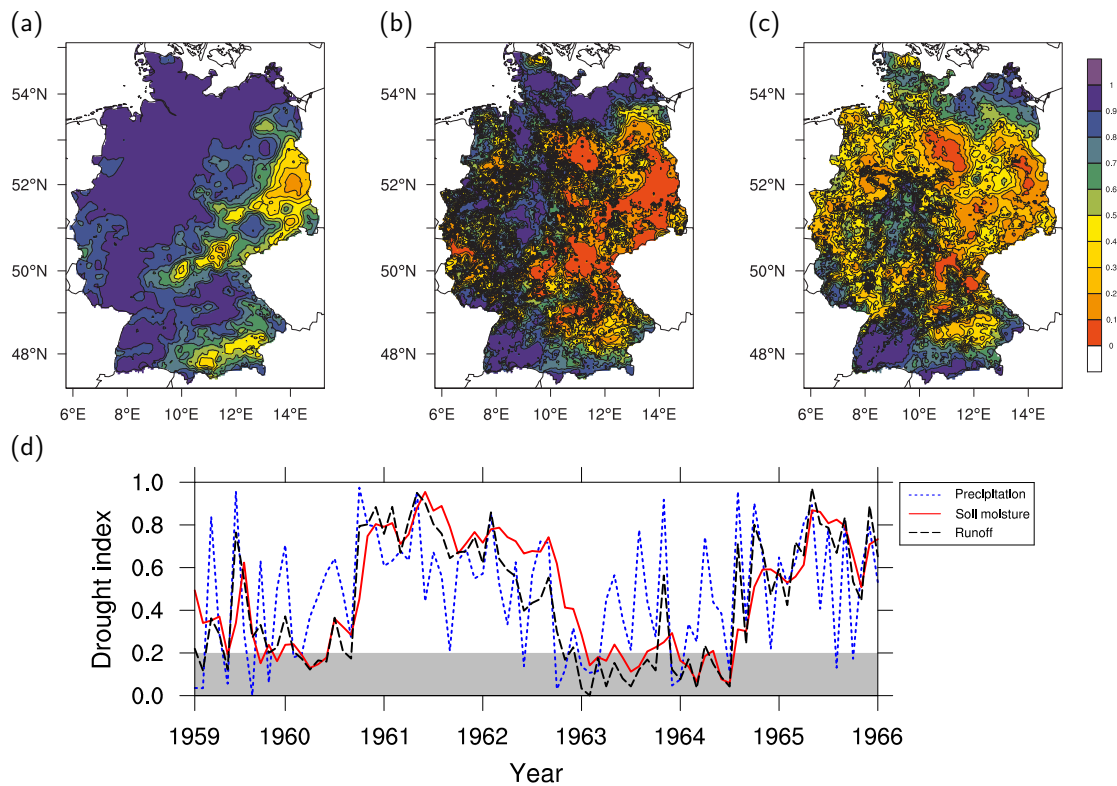 (a) (b) (c)
54°N 54°N 54°N
52°N 52°N 52°N
50°N 50°N 50°N
48°N 48°N 48°N
6°E 8°E 10°E 12°E 14°E 6°E 8°E 10°E 12°E 14°E 6°E 8°E 10°E 12°E 14°E
1
0.9
0.8
0.7
0.6
0.5
0.4
0.3
0.2
0.1
0
(d)
1.0
0.8
0.6
0.4
0.2
0.0
Drought index
1959 1960 1961 1962 1963 1964 1965 1966
Year
Precipitation
Soil moisture
Runoff